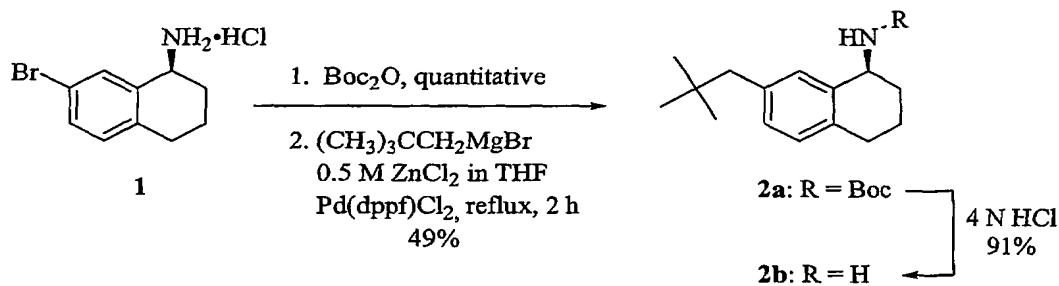 NH₂•HCl
Br
1
1. Boc₂O, quantitative
2. (CH₃)₃CCH₂MgBr
0.5 M ZnCl₂ in THF
Pd(dppf)Cl₂, reflux, 2 h
49%
R
HN
2a: R = Boc
4 N HCl
91%
2b: R = H